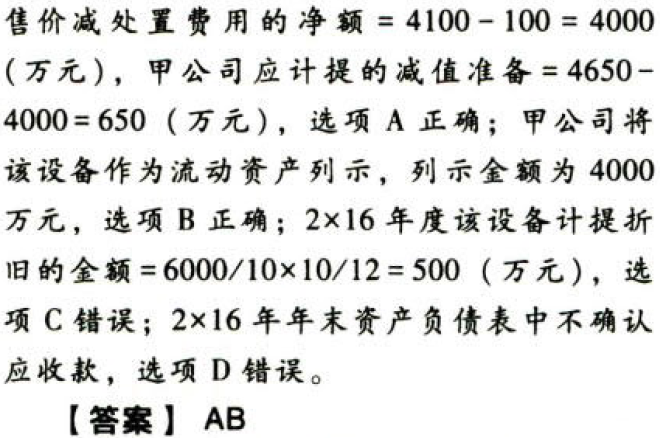 售价减处置费用的净额 = 4100 - 100 = 4000
(万元)，甲公司应计提的减值准备 = 4650 -
4000 = 650 (万元)，选项 A 正确；甲公司将
该设备作为流动资产列示，列示金额为 4000
万元，选项 B 正确；2×16 年度该设备计提折
旧的金额 = 6000/10×10/12 = 500 (万元)，选
项 C 错误；2×16 年年末资产负债表中不确认
应收款，选项 D 错误。
【答案】 AB